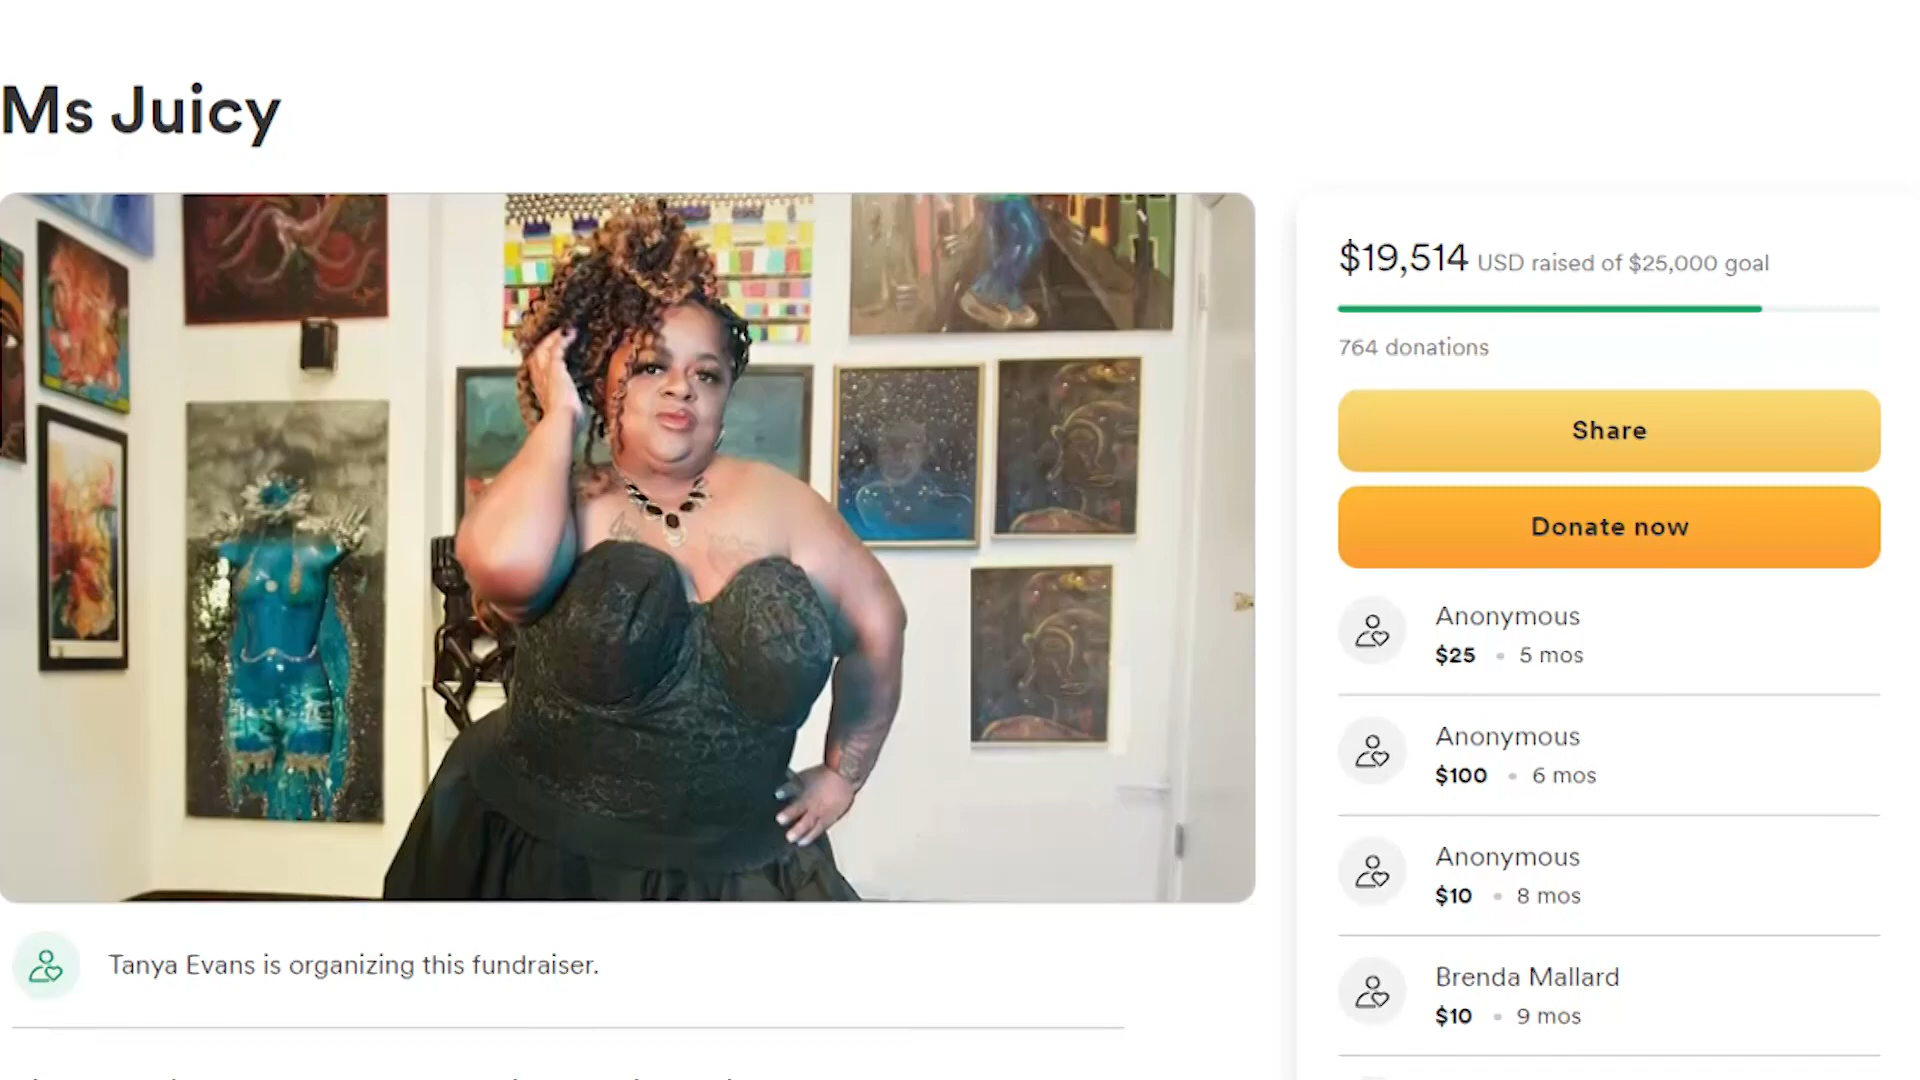 Ms Juicy
$19,514 USD raised of $25,000 goal
764 donations
Share
Donate now
Anonymous
$25 • 5 mos
Anonymous
$100 • 6 mos
Anonymous
$10 • 8 mos
Brenda Mallard
$10 • 9 mos
Tanya Evans is organizing this fundraiser.